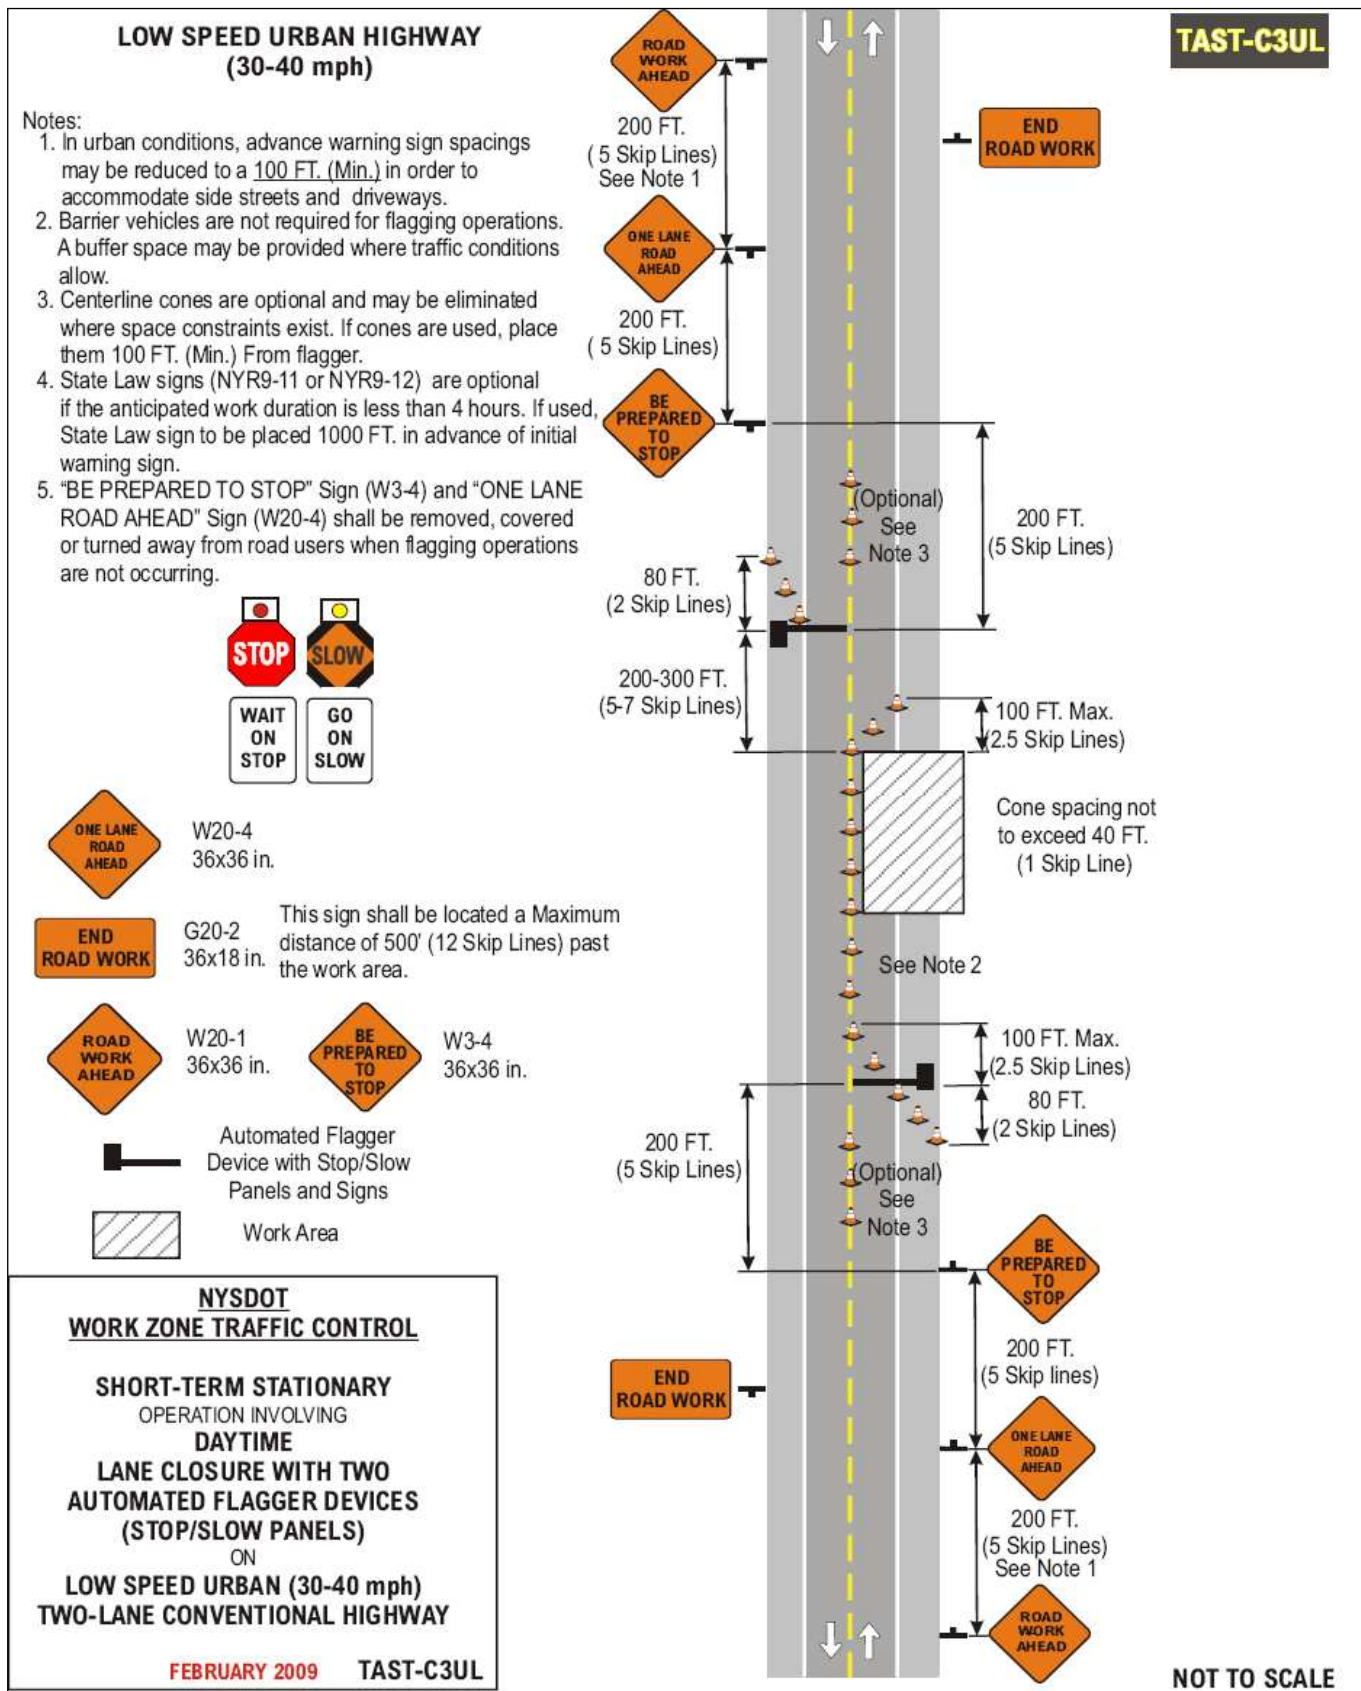 LOW SPEED URBAN HIGHWAY
(30-40 mph)
TAST-C3UL
Notes:
1. In urban conditions, advance warning sign spacings
may be reduced to a 100 FT. (Min.) in order to
accommodate side streets and driveways.
2. Barrier vehicles are not required for flagging operations.
A buffer space may be provided where traffic conditions
allow.
3. Centerline cones are optional and may be eliminated
where space constraints exist. If cones are used, place
them 100 FT. (Min.) From flagger.
4. State Law signs (NYR9-11 or NYR9-12) are optional
if the anticipated work duration is less than 4 hours. If used,
State Law sign to be placed 1000 FT. in advance of initial
warning sign.
5. "BE PREPARED TO STOP" Sign (W3-4) and "ONE LANE
ROAD AHEAD" Sign (W20-4) shall be removed, covered
or turned away from road users when flagging operations
are not occurring.
STOP
SLOW
WAIT
ON
STOP
GO
ON
SLOW
ONE LANE
ROAD
AHEAD
W20-4
36x36 in.
END
ROAD WORK
G20-2
36x18 in.
This sign shall be located a Maximum
distance of 500' (12 Skip Lines) past
the work area.
ROAD
WORK
AHEAD
W20-1
36x36 in.
BE
PREPARED
TO
STOP
W3-4
36x36 in.
Automated Flagger
Device with Stop/Slow
Panels and Signs
Work Area
NYSDOT
WORK ZONE TRAFFIC CONTROL
SHORT-TERM STATIONARY
OPERATION INVOLVING
DAYTIME
LANE CLOSURE WITH TWO
AUTOMATED FLAGGER DEVICES
(STOP/SLOW PANELS)
ON
LOW SPEED URBAN (30-40 mph)
TWO-LANE CONVENTIONAL HIGHWAY
FEBRUARY 2009 TAST-C3UL
ROAD
WORK
AHEAD
200 FT.
( 5 Skip Lines)
See Note 1
END
ROAD WORK
ONE LANE
ROAD
AHEAD
200 FT.
( 5 Skip Lines)
BE
PREPARED
TO
STOP
(Optional)
See
Note 3
200 FT.
(5 Skip Lines)
80 FT.
(2 Skip Lines)
200-300 FT.
(5-7 Skip Lines)
100 FT. Max.
(2.5 Skip Lines)
Cone spacing not
to exceed 40 FT.
(1 Skip Line)
See Note 2
100 FT. Max.
(2.5 Skip Lines)
80 FT.
(2 Skip Lines)
200 FT.
(5 Skip Lines)
(Optional)
See
Note 3
BE
PREPARED
TO
STOP
200 FT.
(5 Skip lines)
END
ROAD WORK
ONE LANE
ROAD
AHEAD
200 FT.
(5 Skip Lines)
See Note 1
ROAD
WORK
AHEAD
NOT TO SCALE